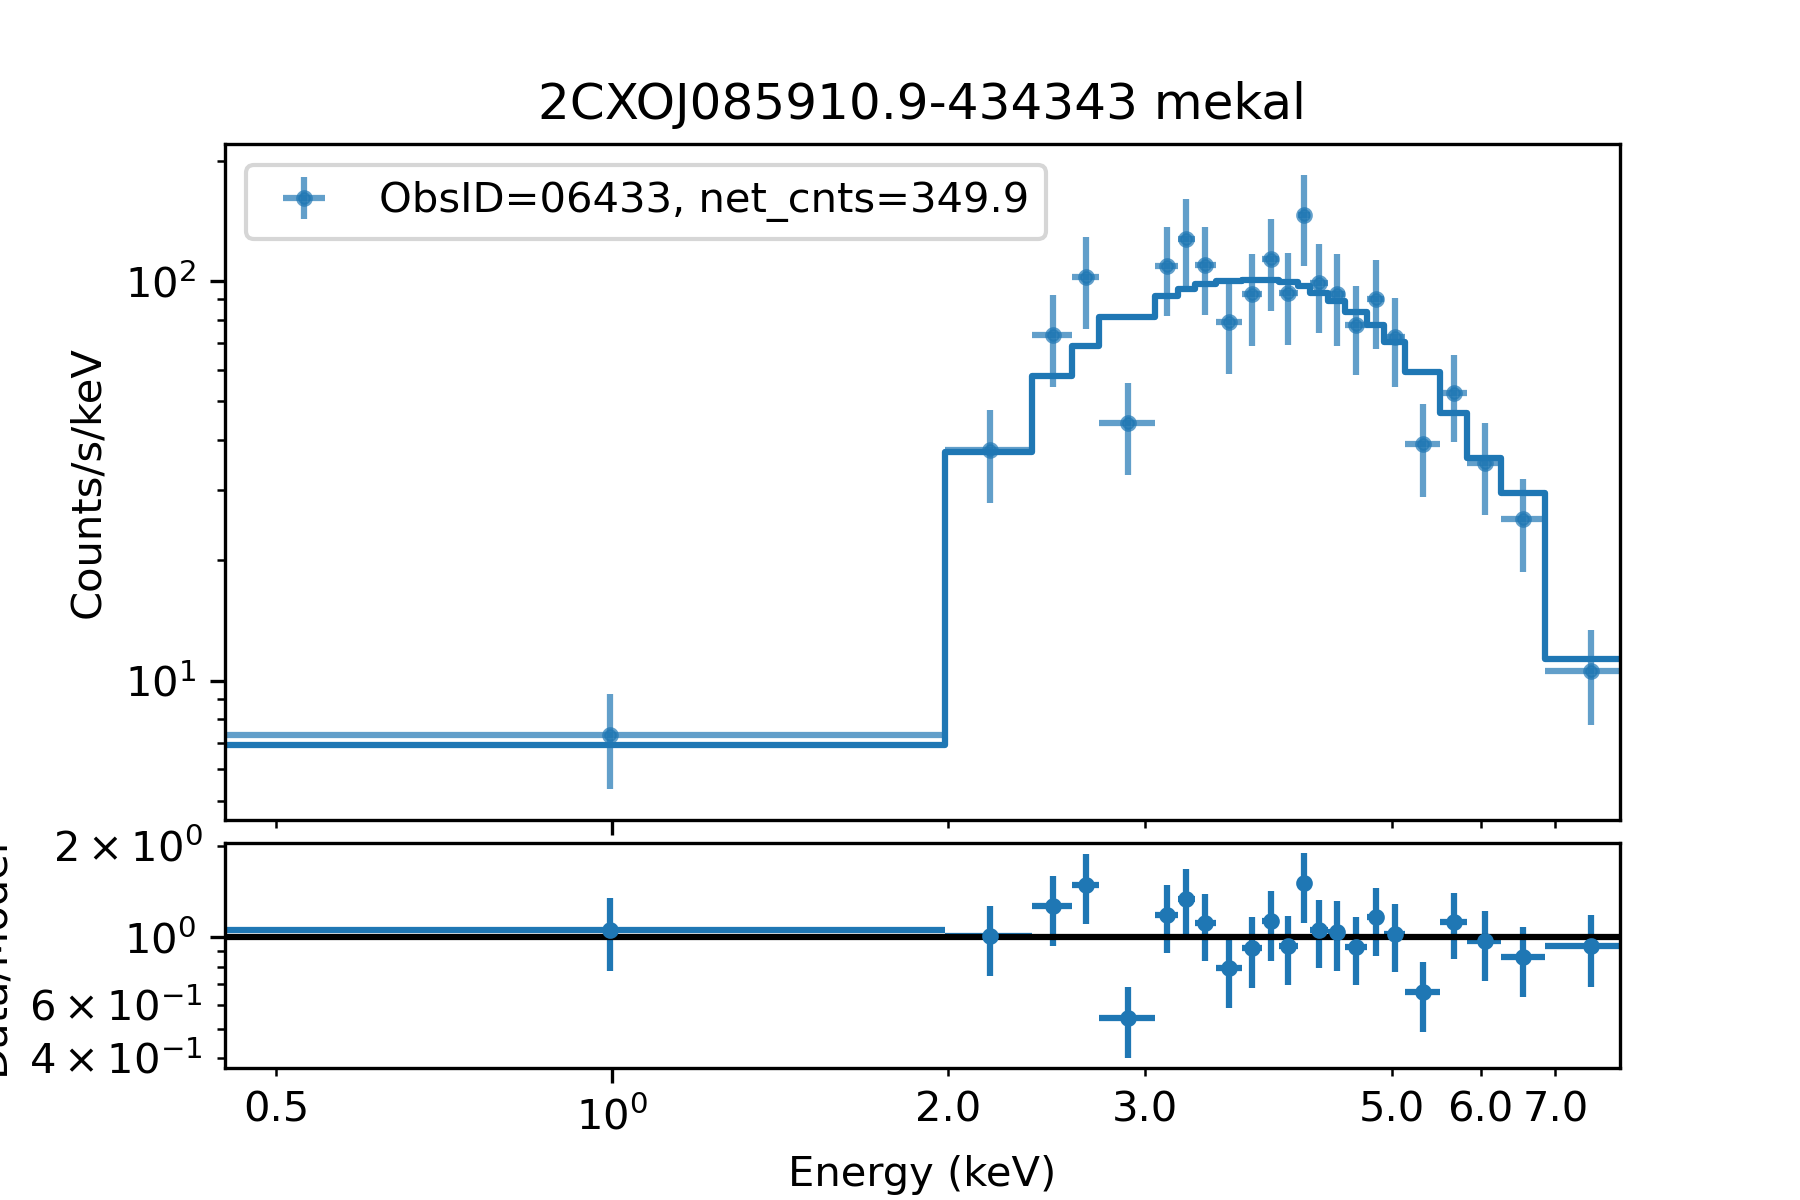 2CXOJ085910.9-434343 mekal
ObsID=06433, net_cnts=349.9
Counts/s/keV
10²
10¹
2 × 10⁰
10⁰
6 × 10⁻¹
4 × 10⁻¹
0.5
10⁰
2.0
3.0
5.0
6.0
7.0
Energy (keV)